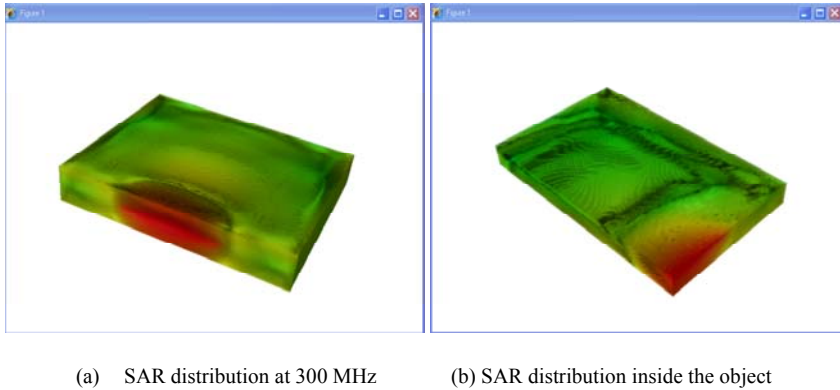 Figure 1
Figure 1
(a) SAR distribution at 300 MHz
(b) SAR distribution inside the object